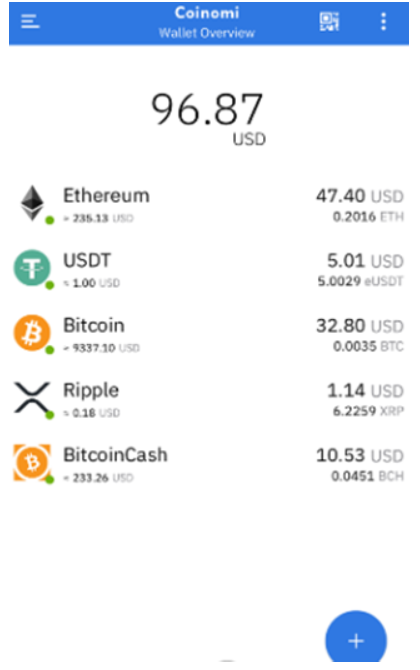 Coinomi
Wallet Overview
96.87
USD
Ethereum 47.40 USD
≈ 235.13 USD 0.2016 ETH
USDT 5.01 USD
≈ 1.00 USD 5.0029 eUSDT
Bitcoin 32.80 USD
≈ 9337.10 USD 0.0035 BTC
Ripple 1.14 USD
≈ 0.18 USD 6.2259 XRP
BitcoinCash 10.53 USD
≈ 233.26 USD 0.0451 BCH
+